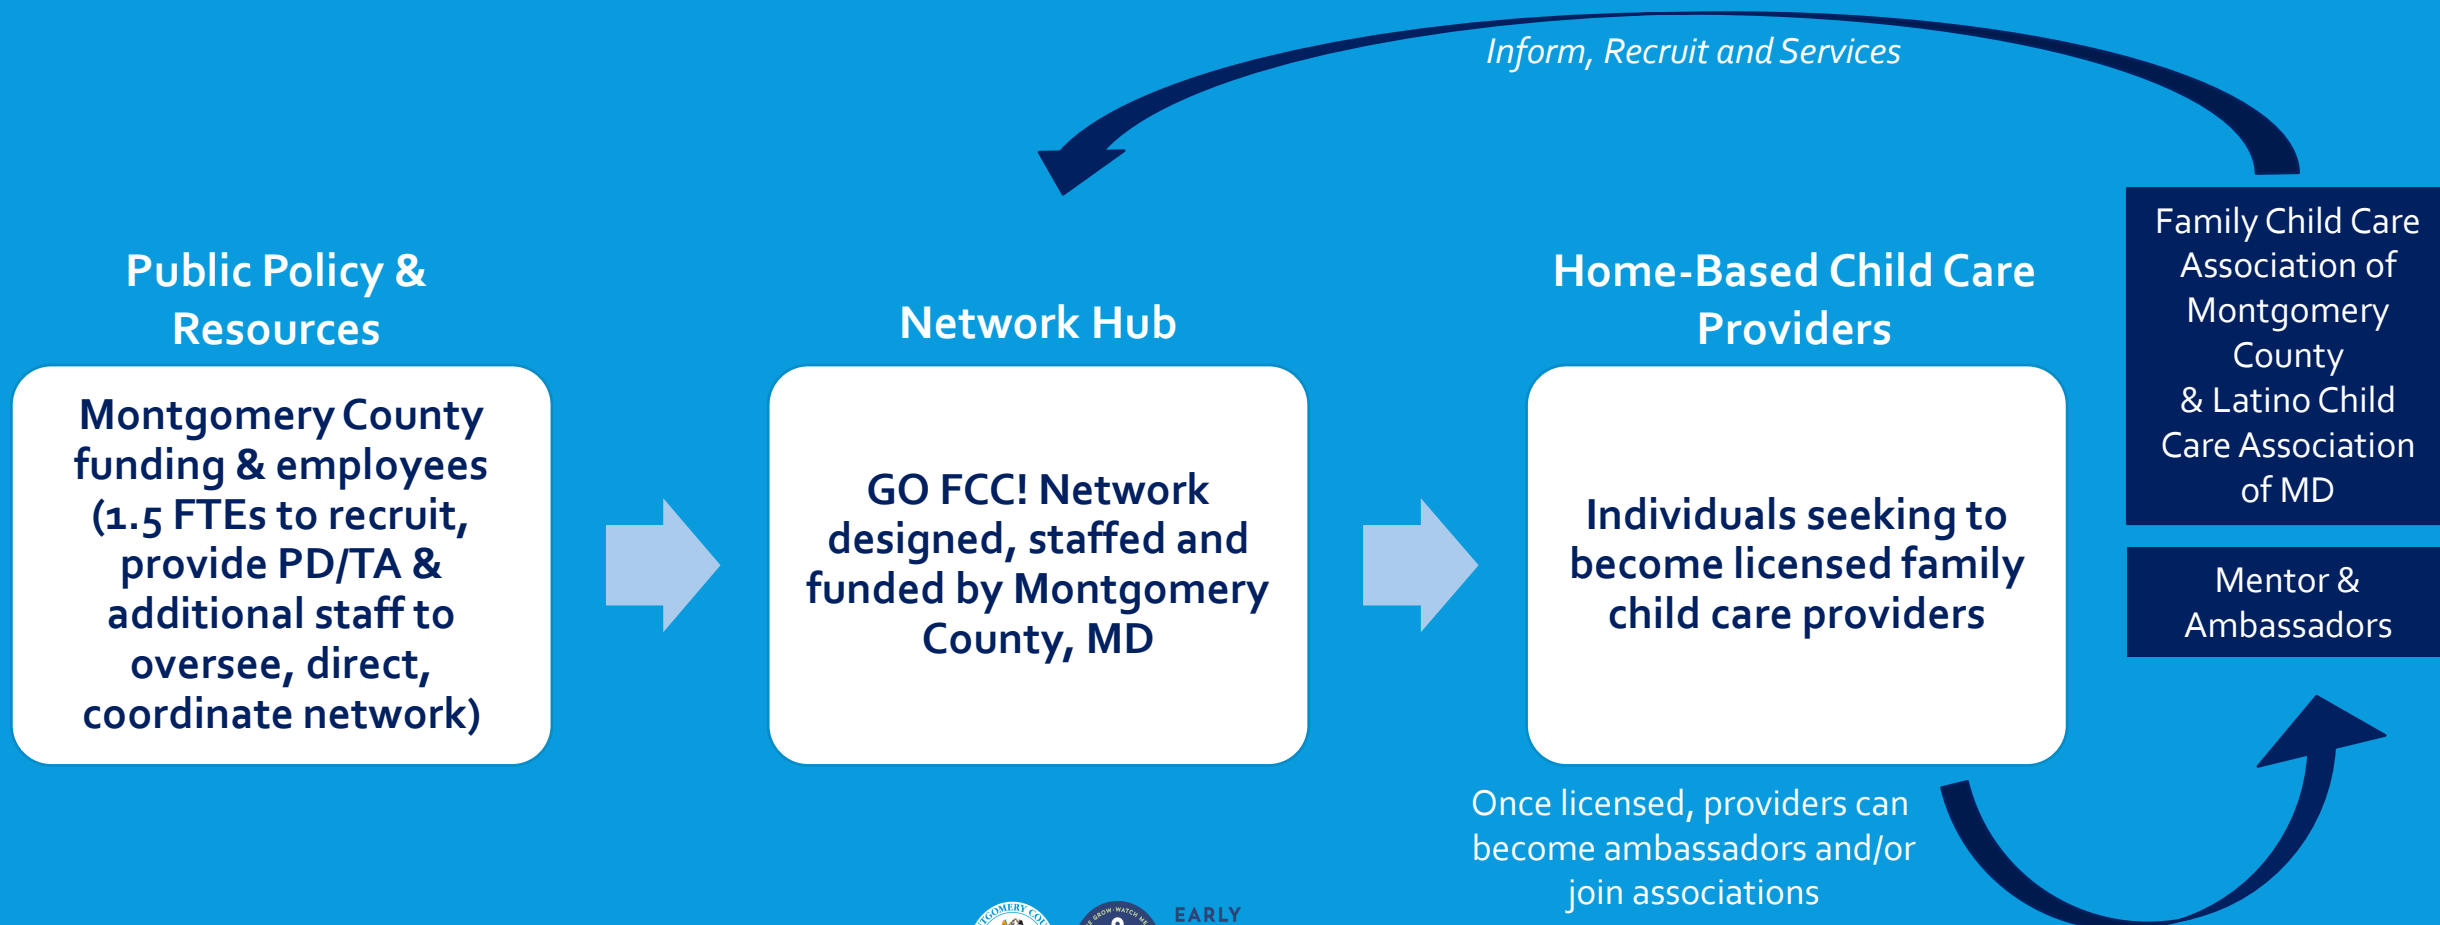 Inform, Recruit and Services
Public Policy &
Resources
Montgomery County
funding & employees
(1.5 FTEs to recruit,
provide PD/TA &
additional staff to
oversee, direct,
coordinate network)
Network Hub
GO FCC! Network
designed, staffed and
funded by Montgomery
County, MD
Home-Based Child Care
Providers
Individuals seeking to
become licensed family
child care providers
Once licensed, providers can
become ambassadors and/or
join associations
Family Child Care
Association of
Montgomery
County
& Latino Child
Care Association
of MD
Mentor &
Ambassadors
EARLY